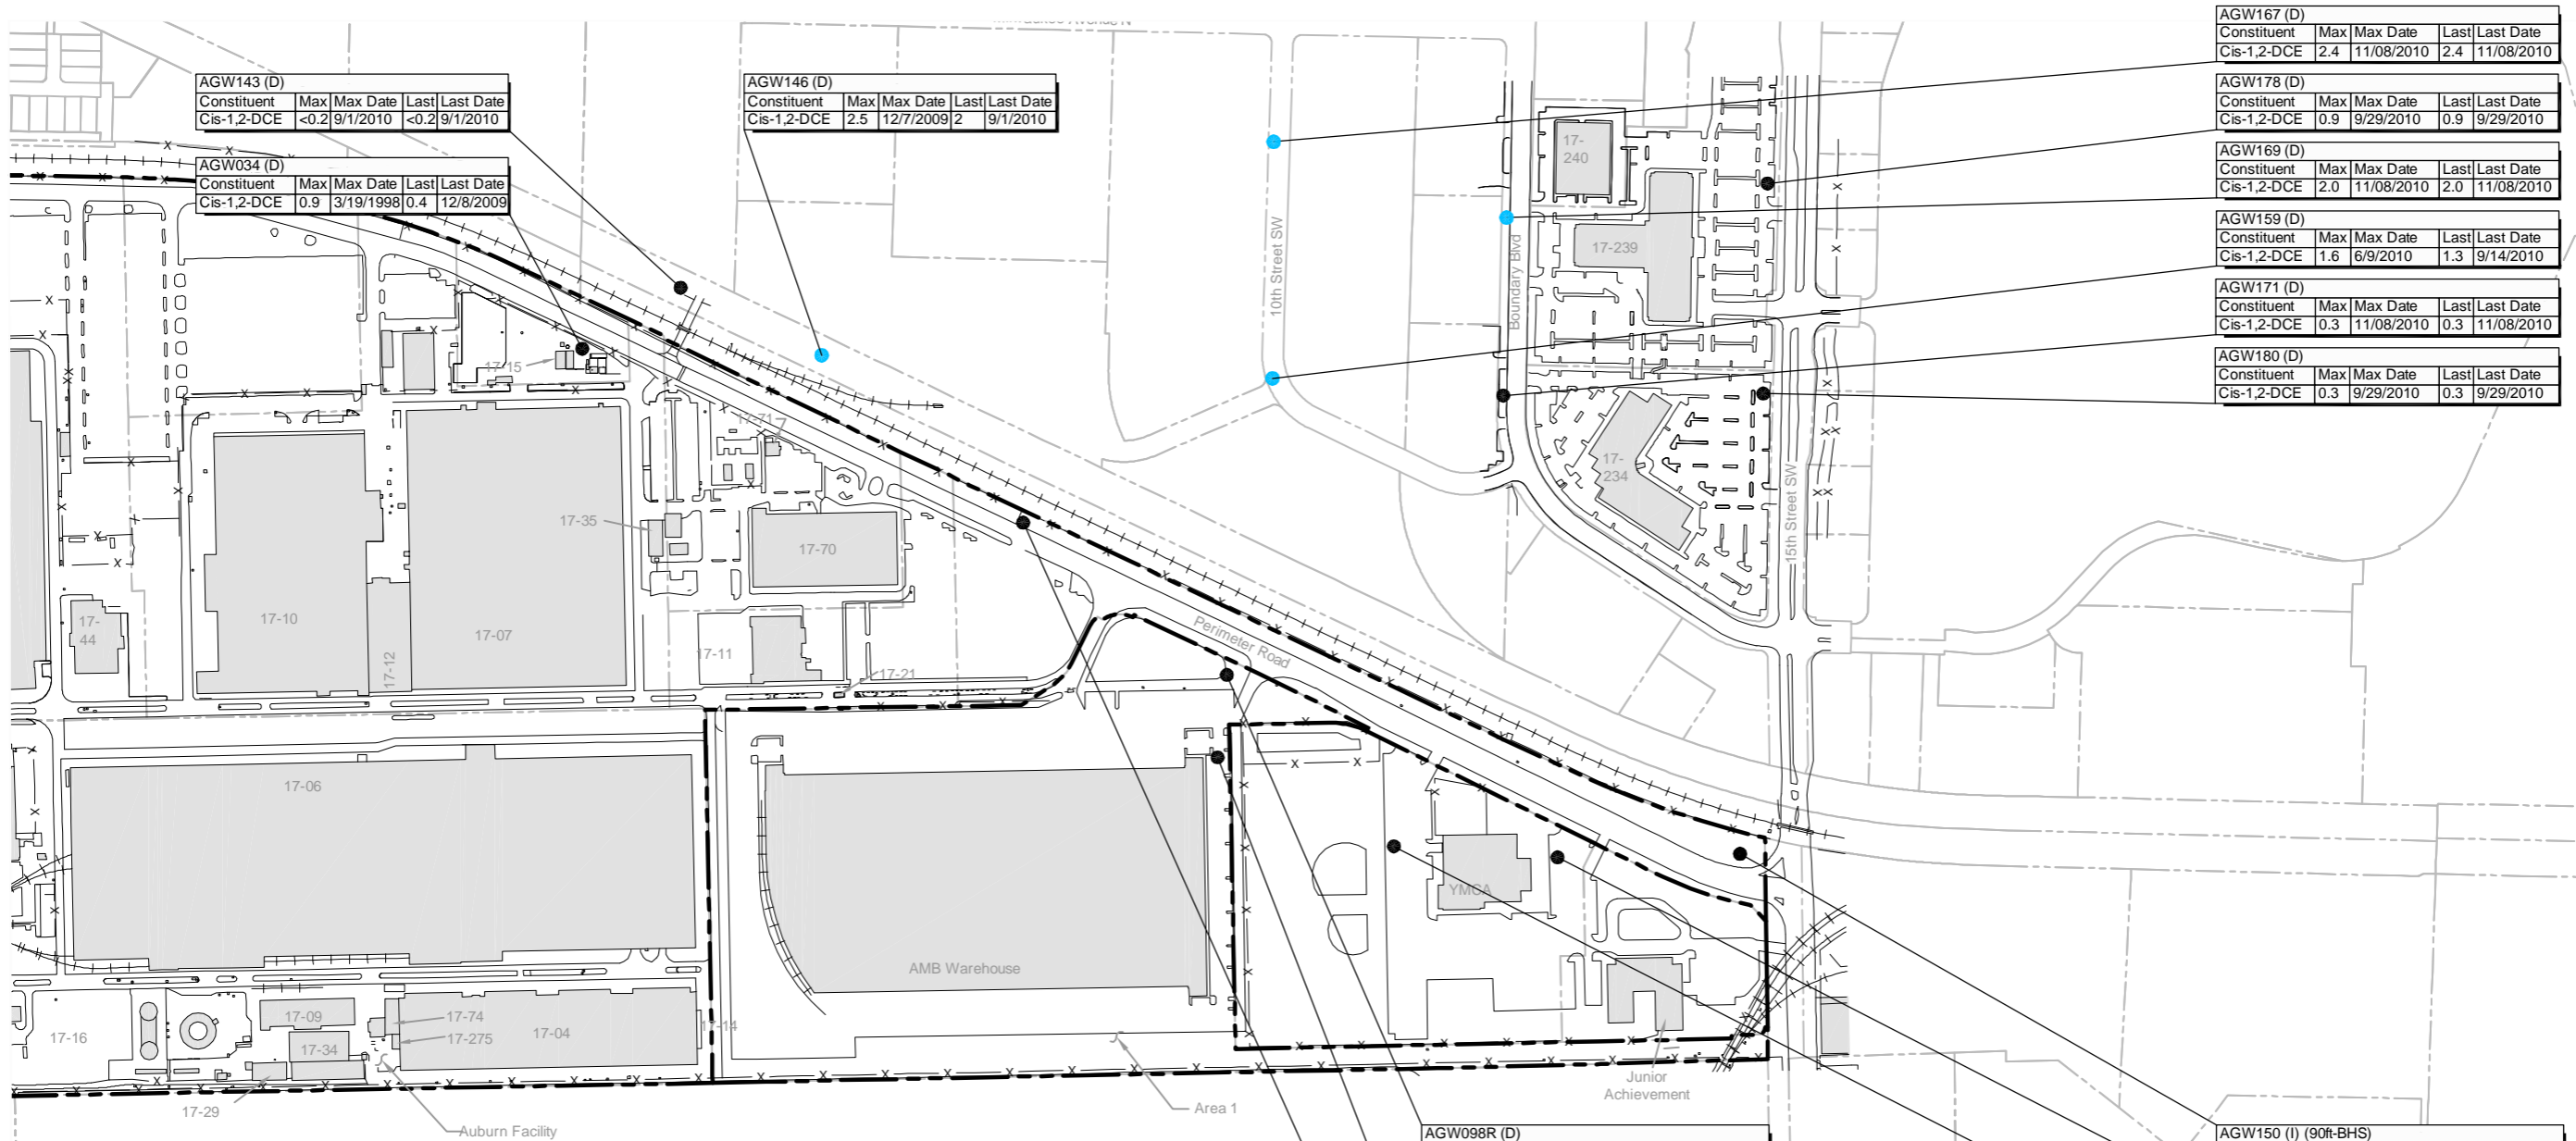 AGW143 (D)
Constituent Max Max Date Last Last Date
Cis-1,2-DCE <0.2 9/1/2010 <0.2 9/1/2010
AGW034 (D)
Constituent Max Max Date Last Last Date
Cis-1,2-DCE 0.9 3/19/1998 0.4 12/8/2009
AGW146 (D)
Constituent Max Max Date Last Last Date
Cis-1,2-DCE 2.5 12/7/2009 2 9/1/2010
AGW167 (D)
Constituent Max Max Date Last Last Date
Cis-1,2-DCE 2.4 11/08/2010 2.4 11/08/2010
AGW178 (D)
Constituent Max Max Date Last Last Date
Cis-1,2-DCE 0.9 9/29/2010 0.9 9/29/2010
AGW169 (D)
Constituent Max Max Date Last Last Date
Cis-1,2-DCE 2.0 11/08/2010 2.0 11/08/2010
AGW159 (D)
Constituent Max Max Date Last Last Date
Cis-1,2-DCE 1.6 6/9/2010 1.3 9/14/2010
AGW171 (D)
Constituent Max Max Date Last Last Date
Cis-1,2-DCE 0.3 11/08/2010 0.3 11/08/2010
AGW180 (D)
Constituent Max Max Date Last Last Date
Cis-1,2-DCE 0.3 9/29/2010 0.3 9/29/2010
10th Street SW
Boundary Blvd
15th Street SW
Perimeter Road
17-
240
17-239
17-
234
17-15
17-71
17-35
17-70
17-10
17-07
17-12
17-
44
17-11
17-21
17-06
AMB Warehouse
YMCA
17-16
17-09
17-34
17-74
17-275
17-04
17-14
17-29
Auburn Facility
Area 1
Junior
Achievement
AGW098R (D)
AGW150 (I) (90ft-BHS)